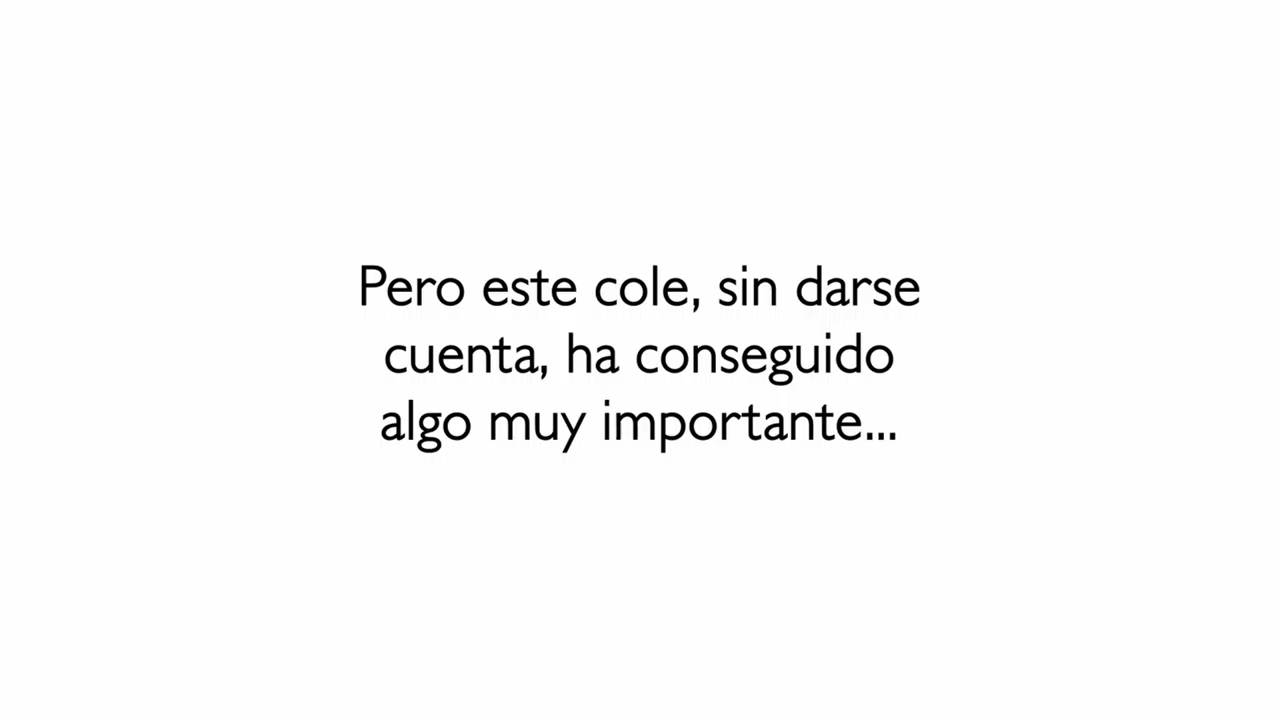 Pero este cole, sin darse
cuenta, ha conseguido
algo muy importante...